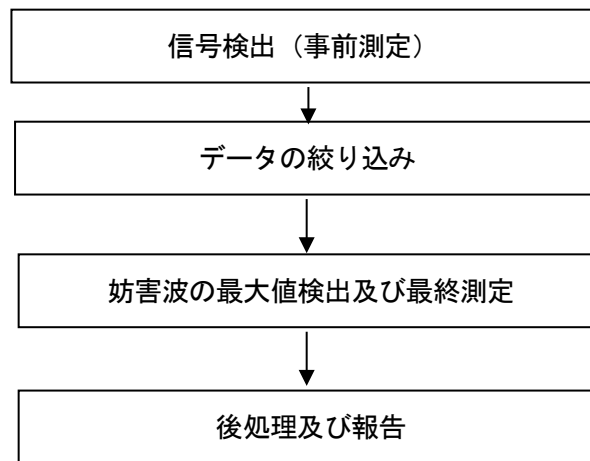 信号検出（事前測定）
データの絞り込み
妨害波の最大値検出及び最終測定
後処理及び報告